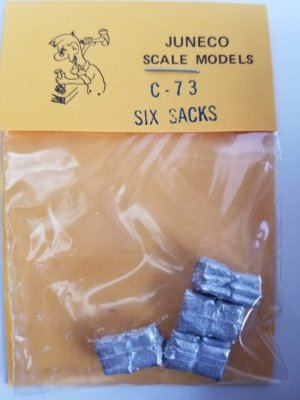 JUNECO
SCALE MODELS
C-73
SIX SACKS